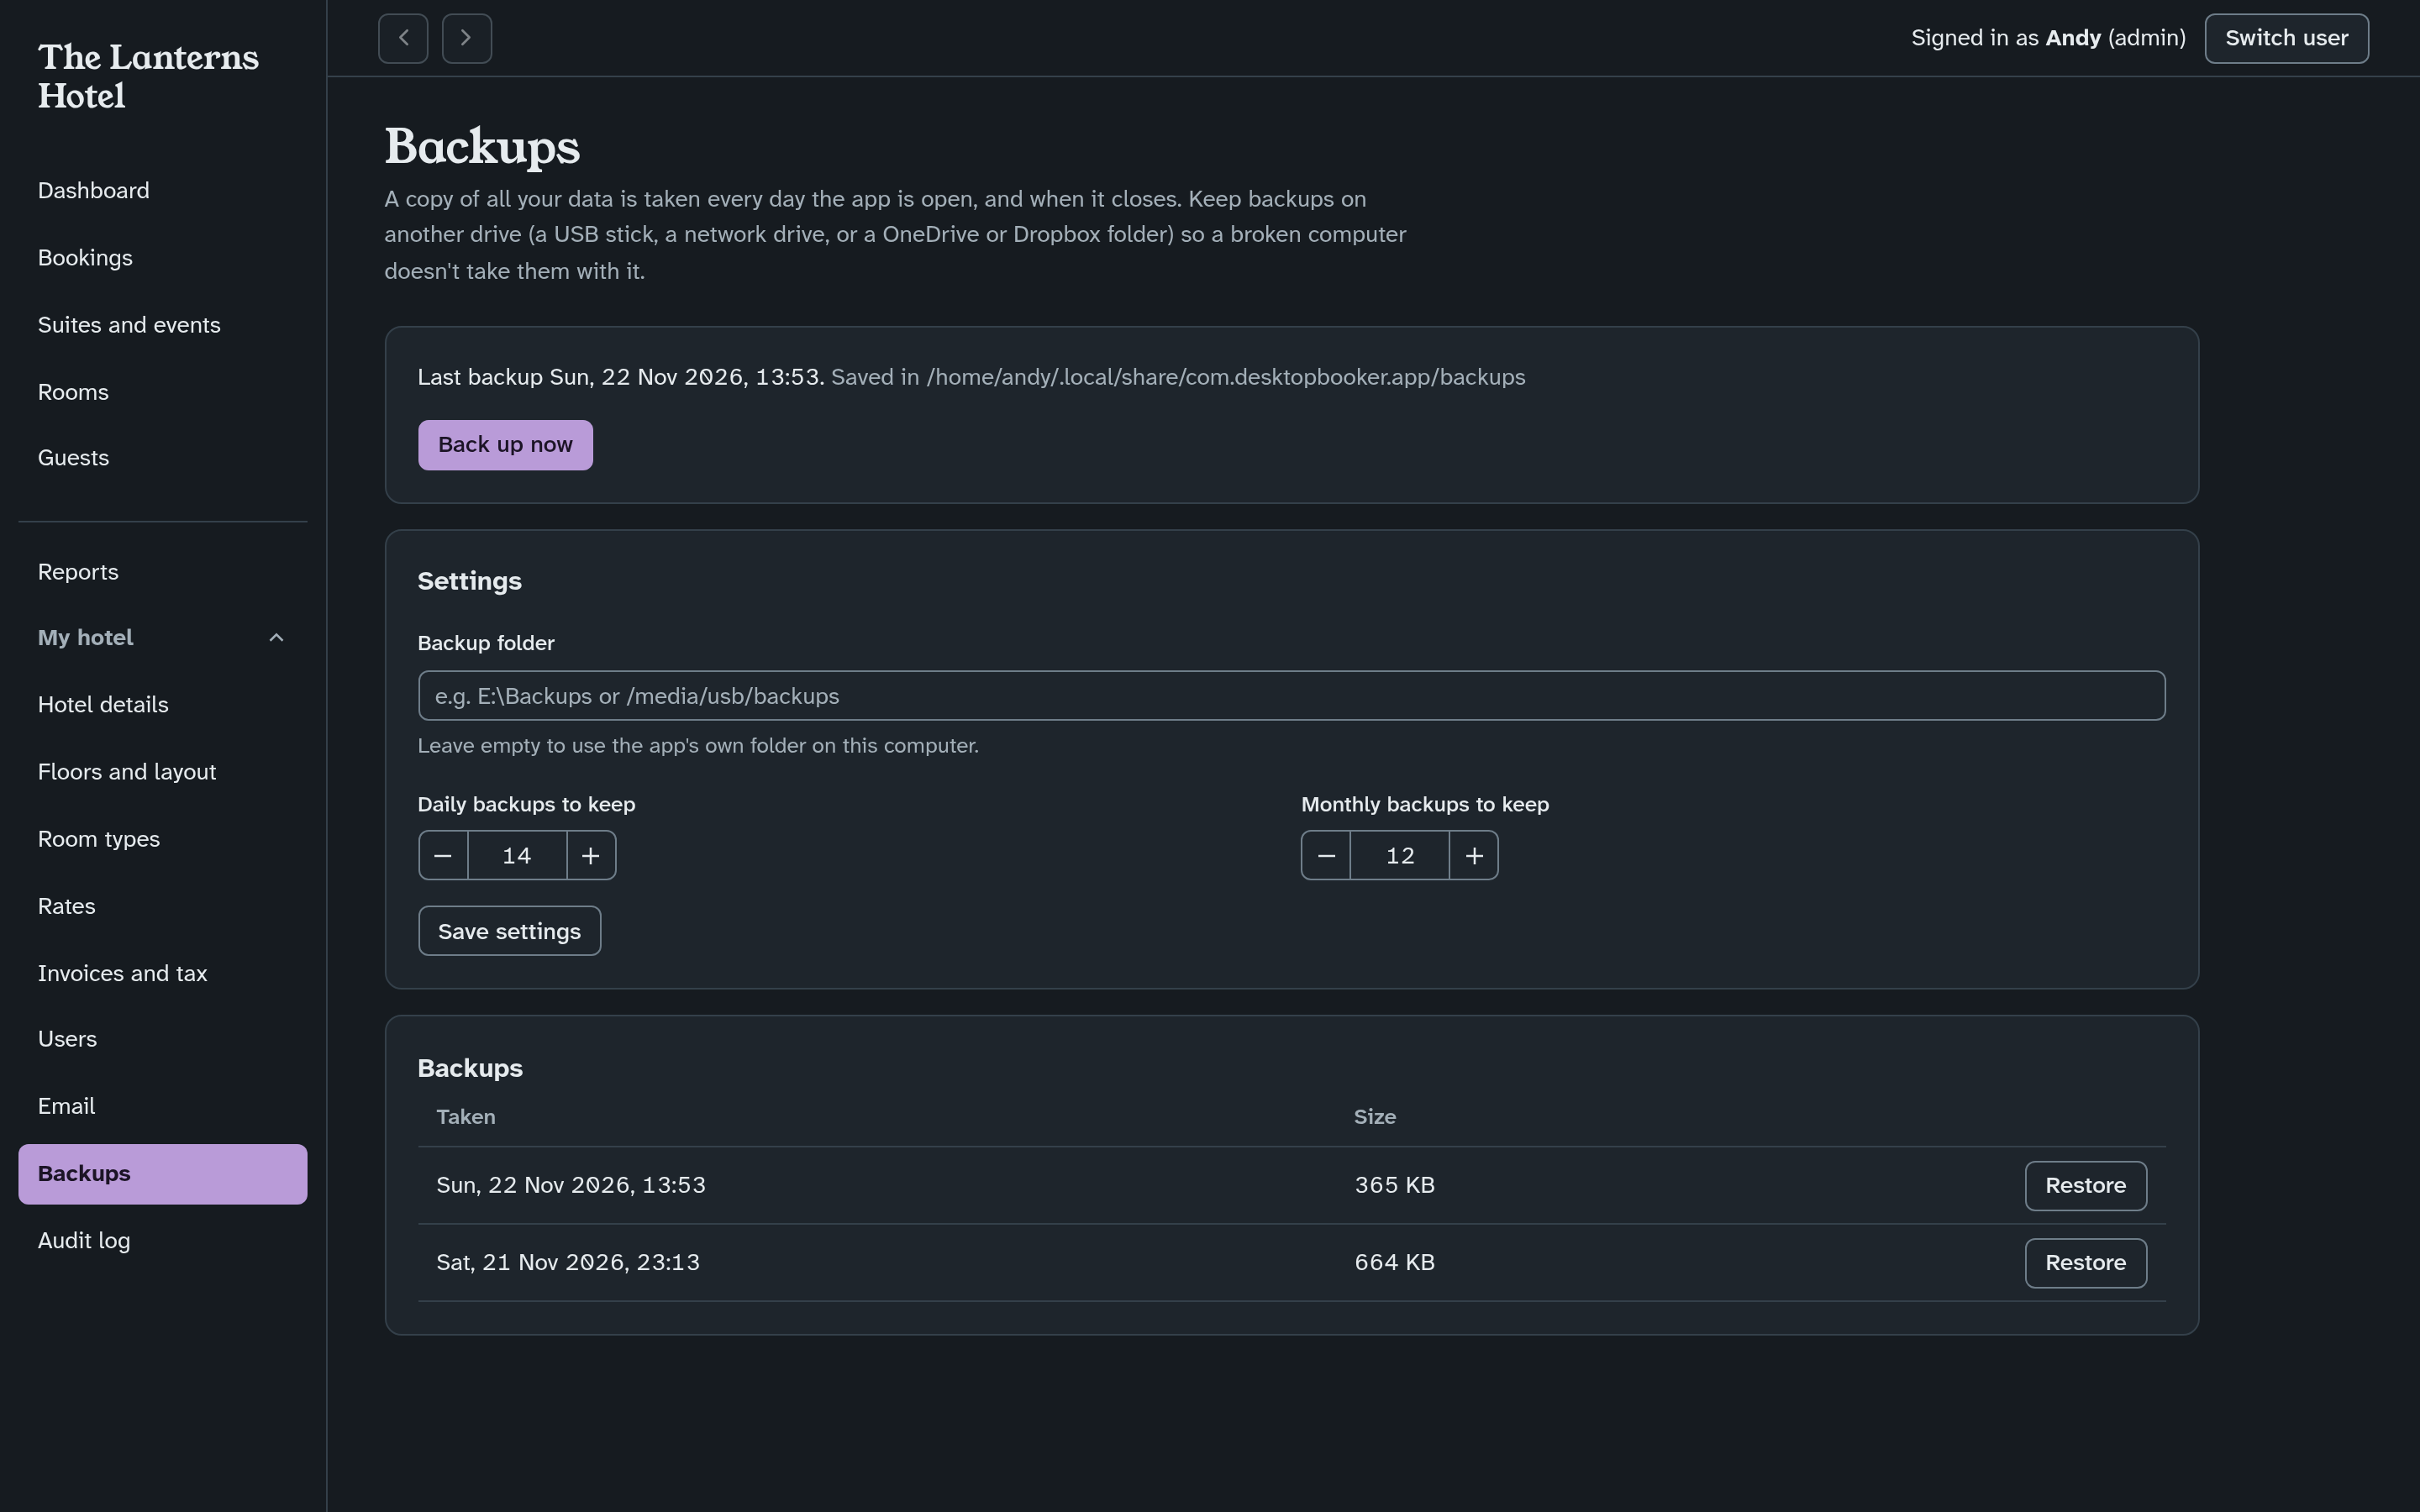 The Lanterns
Hotel
Dashboard
Bookings
Suites and events
Rooms
Guests
Reports
My hotel
Hotel details
Floors and layout
Room types
Rates
Invoices and tax
Users
Email
Backups
Audit log
Signed in as Andy (admin)
Switch user
Backups
A copy of all your data is taken every day the app is open, and when it closes. Keep backups on
another drive (a USB stick, a network drive, or a OneDrive or Dropbox folder) so a broken computer
doesn't take them with it.
Last backup Sun, 22 Nov 2026, 13:53. Saved in /home/andy/.local/share/com.desktopbooker.app/backups
Back up now
Settings
Backup folder
e.g. E:\Backups or /media/usb/backups
Leave empty to use the app's own folder on this computer.
Daily backups to keep
Monthly backups to keep
− 14 +
− 12 +
Save settings
Backups
Taken Size
Sun, 22 Nov 2026, 13:53 365 KB Restore
Sat, 21 Nov 2026, 23:13 664 KB Restore